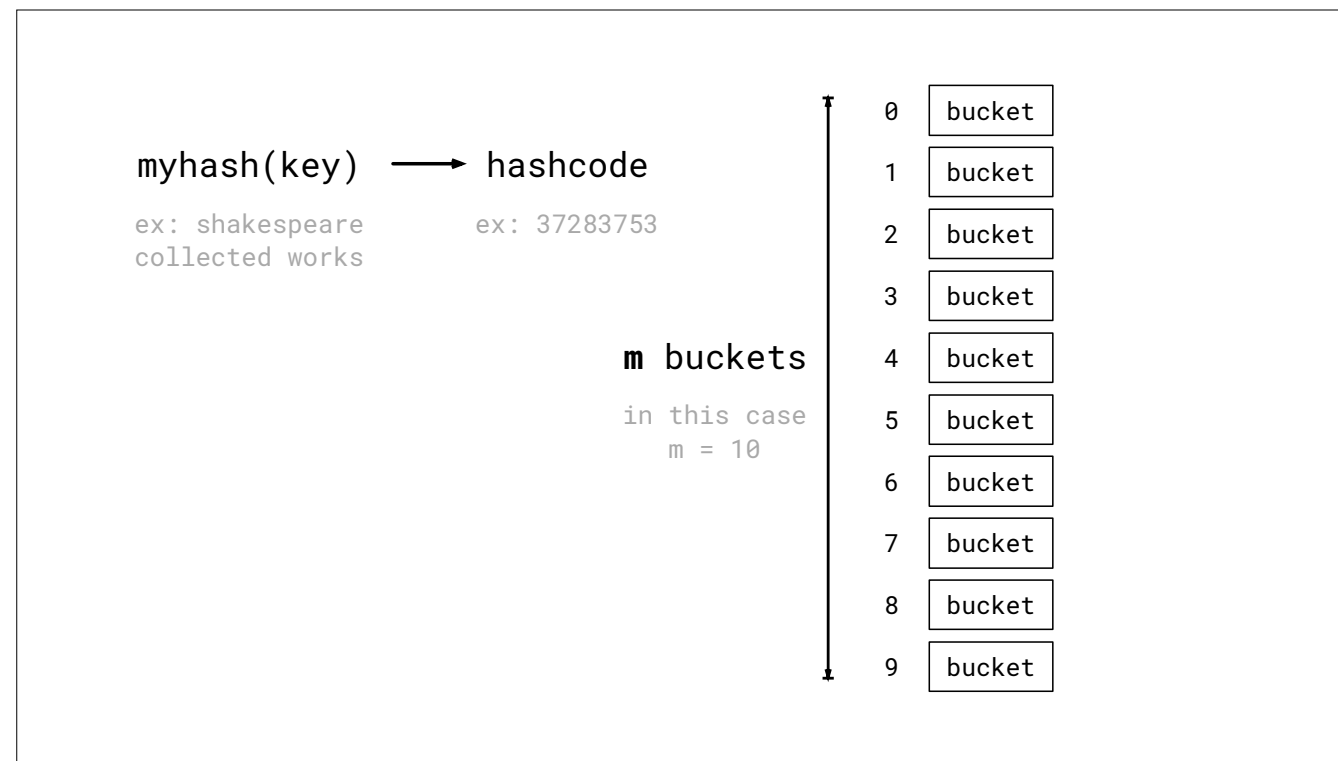 myhash(key)
hashcode
ex: shakespeare
collected works
ex: 37283753
m buckets
in this case
m = 10
0 bucket
1 bucket
2 bucket
3 bucket
4 bucket
5 bucket
6 bucket
7 bucket
8 bucket
9 bucket